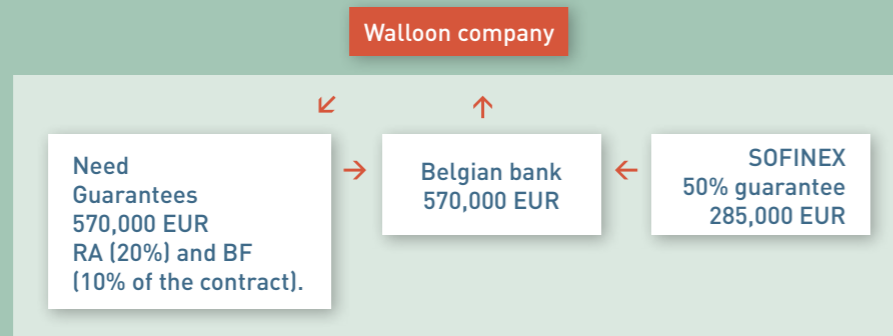 Walloon company
Need
Guarantees
570,000 EUR
RA (20%) and BF
(10% of the contract).
Belgian bank
570,000 EUR
SOFINEX
50% guarantee
285,000 EUR